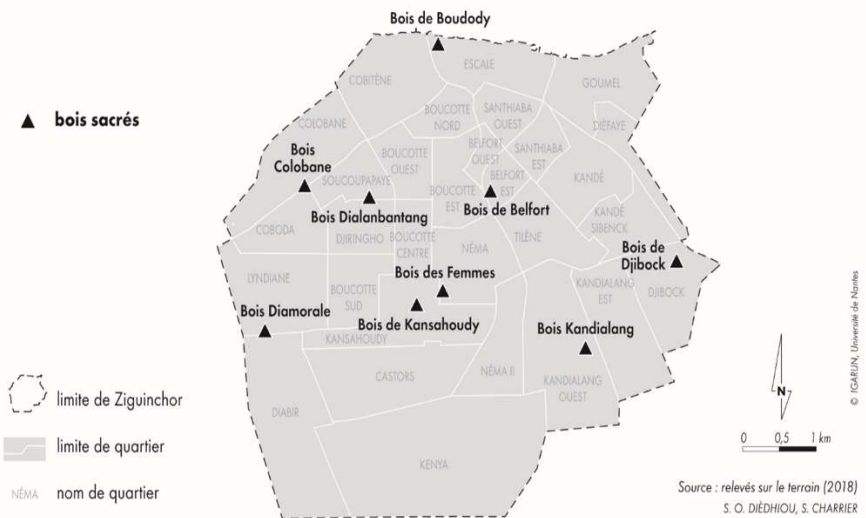 Bois de Boudody
ESCALE
COBITÈNE
GOUMEL
bois sacrés
COLOBANE
BOUCOTTE
NORD
SANTHIABA
OUEST
DIÈFAYE
Bois
Colobane
BOUCOTTE
OUEST
BELFORT
OUEST
SANTHIABA
EST
SOUCOUPAPAYE
BELFORT
EST
KANDÉ
BOUCOTTE
EST
Bois Dialanbantang
Bois de Belfort
KANDÉ
SIBENCK
COBODA
DJIRINGHO
BOUCOTTE
CENTRE
NÉMA
TILÈNE
Bois de
Djibock
LYNDIANE
Bois des Femmes
KANDIALANG
EST
DJIBOCK
BOUCOTTE
SUD
Bois Diamorale
Bois de Kansahoudy
Bois Kandialang
KANSAHOUDY
CASTORS
NÉMA II
KANDIALANG
OUEST
DIABIR
KENYA
limite de Ziguinchor
limite de quartier
NÉMA nom de quartier
N
0 0,5 1 km
Source : relevés sur le terrain (2018)
S. O. DIÈDHIOU, S. CHARRIER
© IGARUN, Université de Nantes